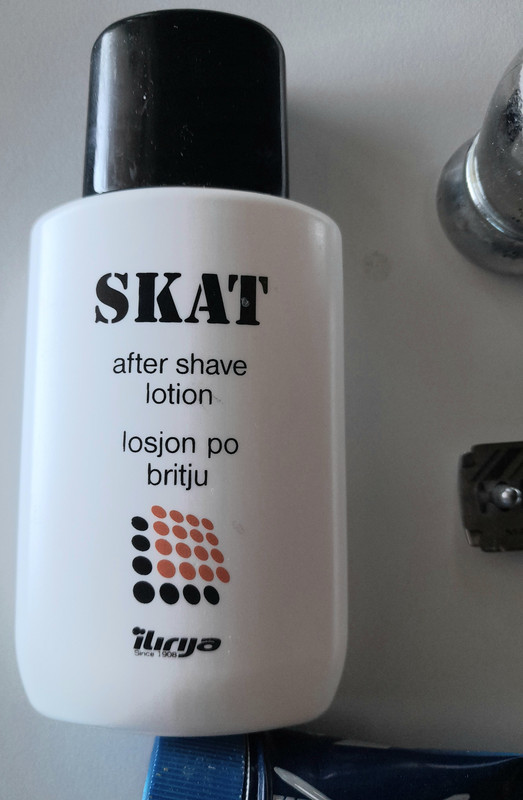 SKAT
after shave
lotion
losjon po
britju
ilirija
Since 1908